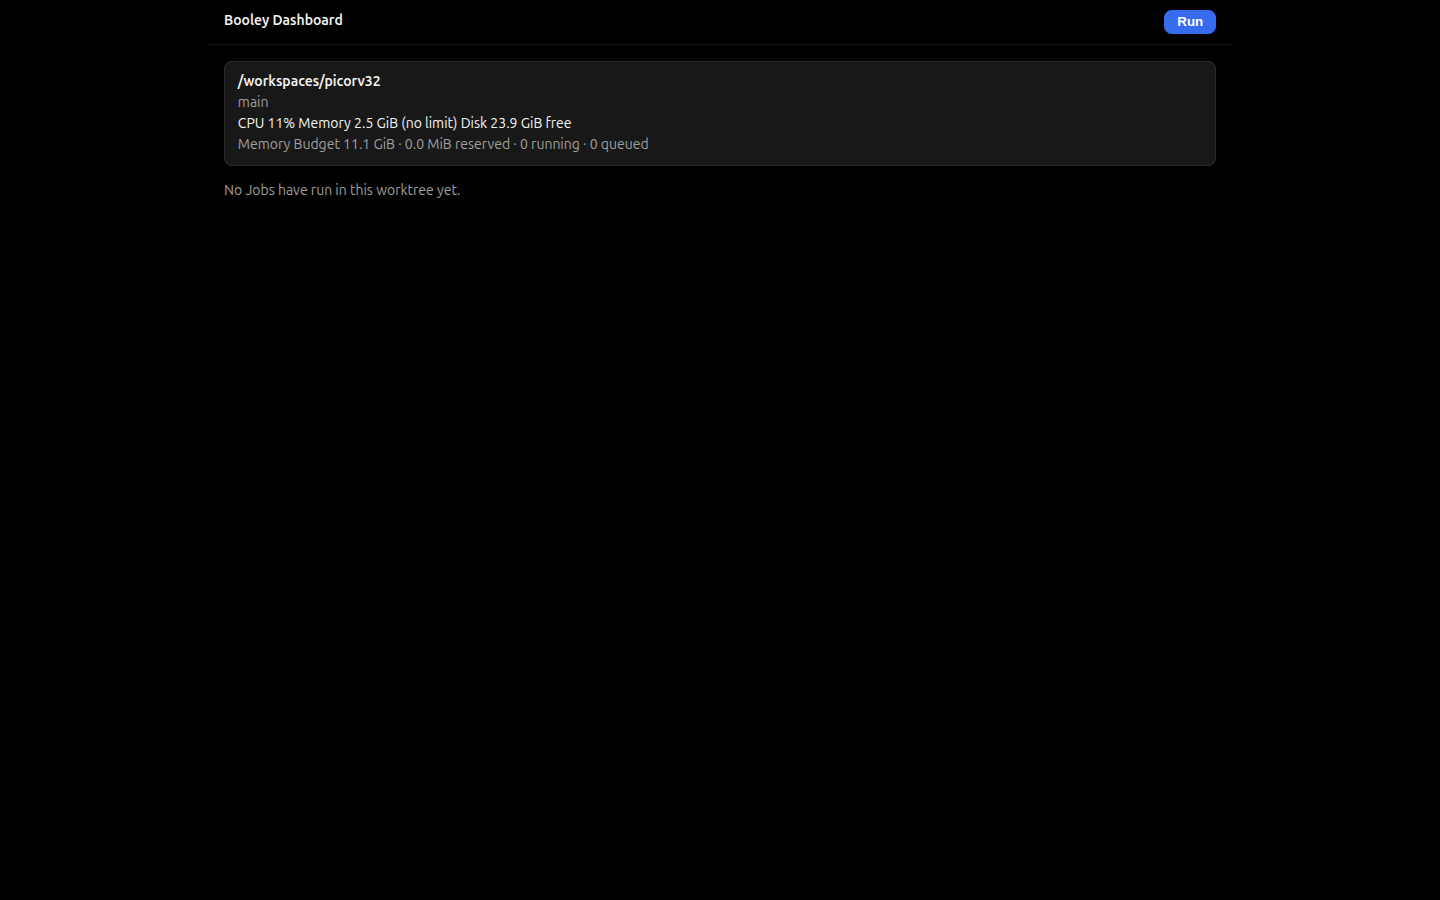 Booley Dashboard
Run
/workspaces/picorv32
main
CPU 11% Memory 2.5 GiB (no limit) Disk 23.9 GiB free
Memory Budget 11.1 GiB · 0.0 MiB reserved · 0 running · 0 queued
No Jobs have run in this worktree yet.